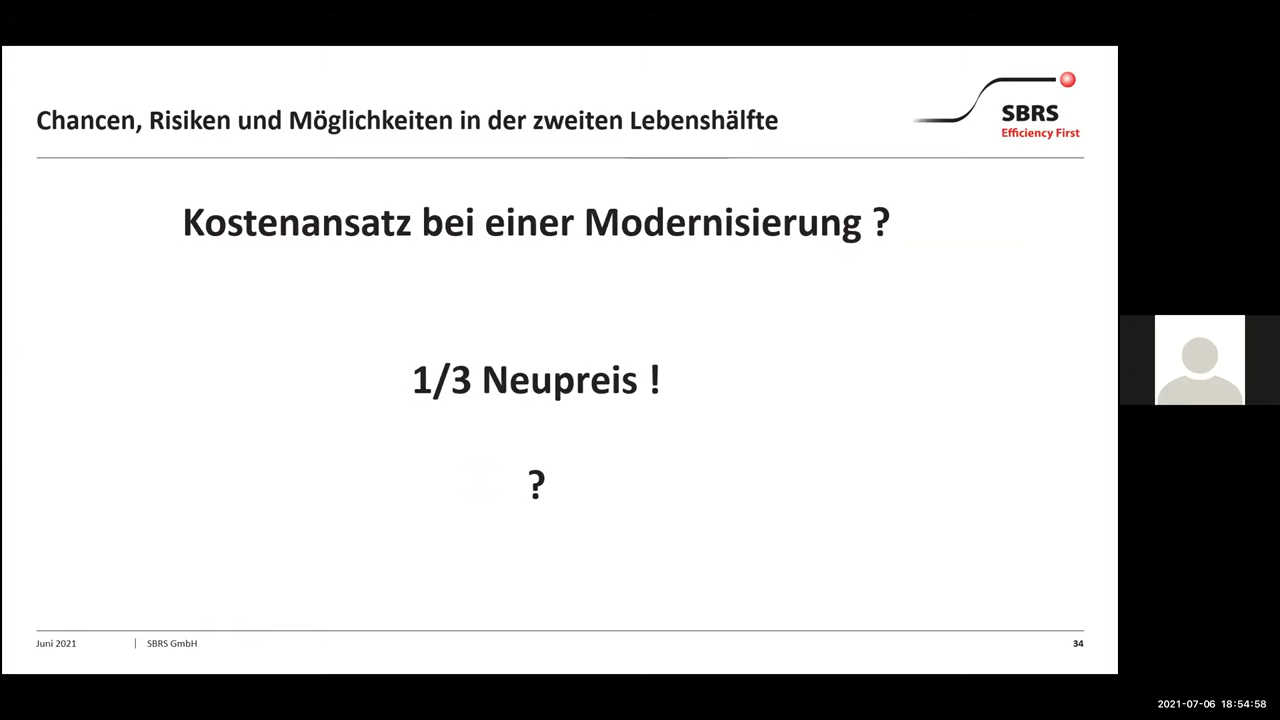 Chancen, Risiken und Möglichkeiten in der zweiten Lebenshälfte
SBRS
Efficiency First
Kostenansatz bei einer Modernisierung ?
1/3 Neupreis !
?
Juni 2021 | SBRS GmbH
34
2021-07-06 18:54:58